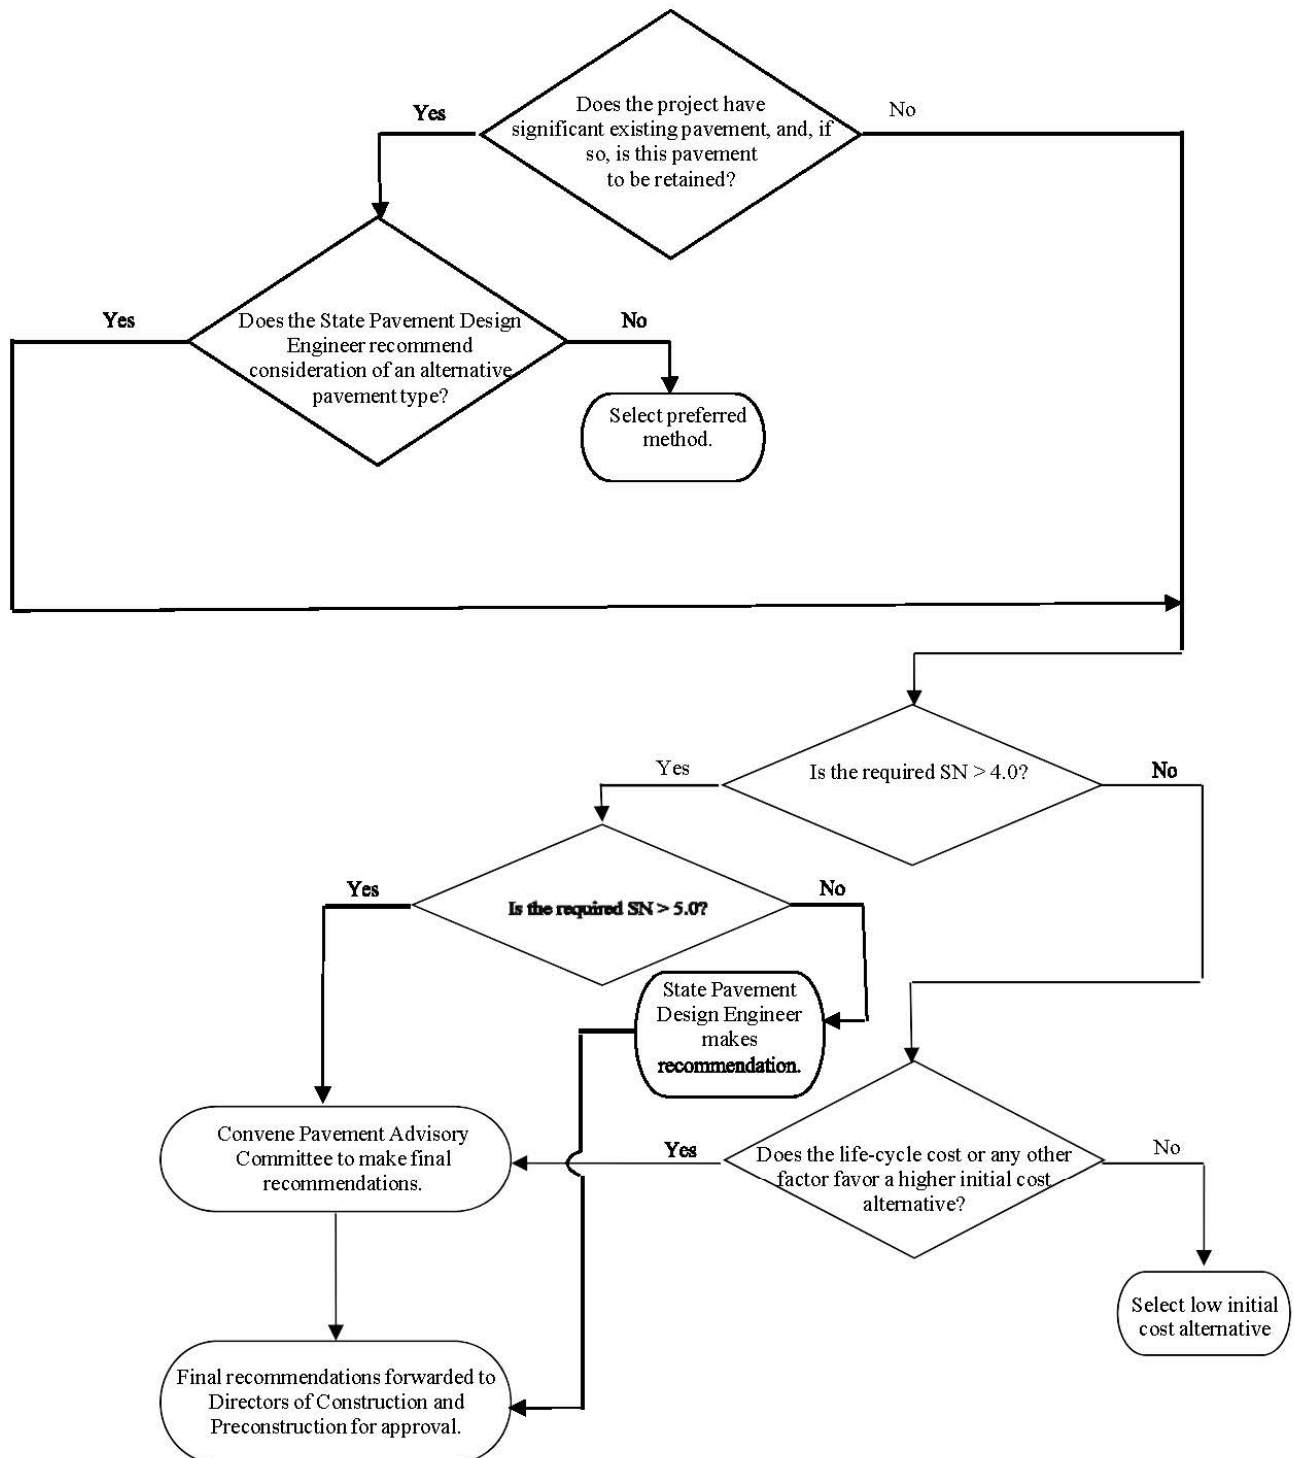 Does the project have
significant existing pavement, and, if
so, is this pavement
to be retained?
Yes
No
Does the State Pavement Design
Engineer recommend
consideration of an alternative
pavement type?
Yes
No
Select preferred
method.
Is the required SN > 4.0?
Yes
No
Is the required SN > 5.0?
Yes
No
State Pavement
Design Engineer
makes
recommendation.
Convene Pavement Advisory
Committee to make final
recommendations.
Yes
Does the life-cycle cost or any other
factor favor a higher initial cost
alternative?
No
Select low initial
cost alternative
Final recommendations forwarded to
Directors of Construction and
Preconstruction for approval.